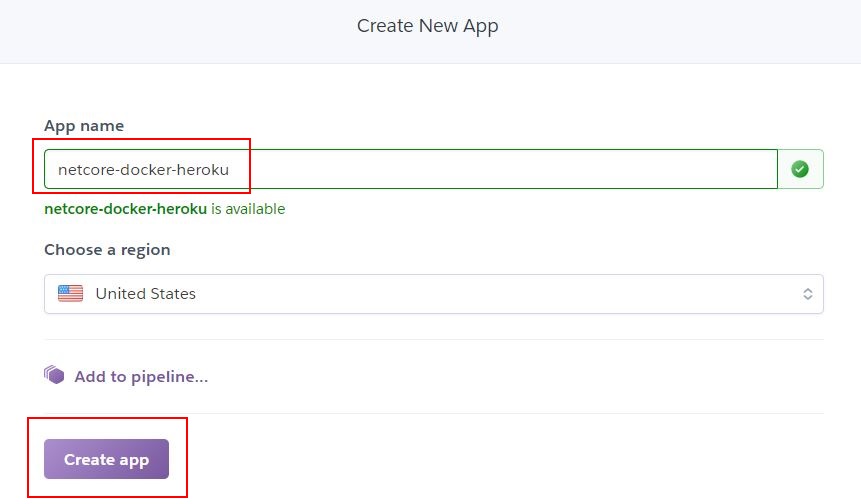 Create New App
App name
netcore-docker-heroku
netcore-docker-heroku is available
Choose a region
United States
Add to pipeline...
Create app